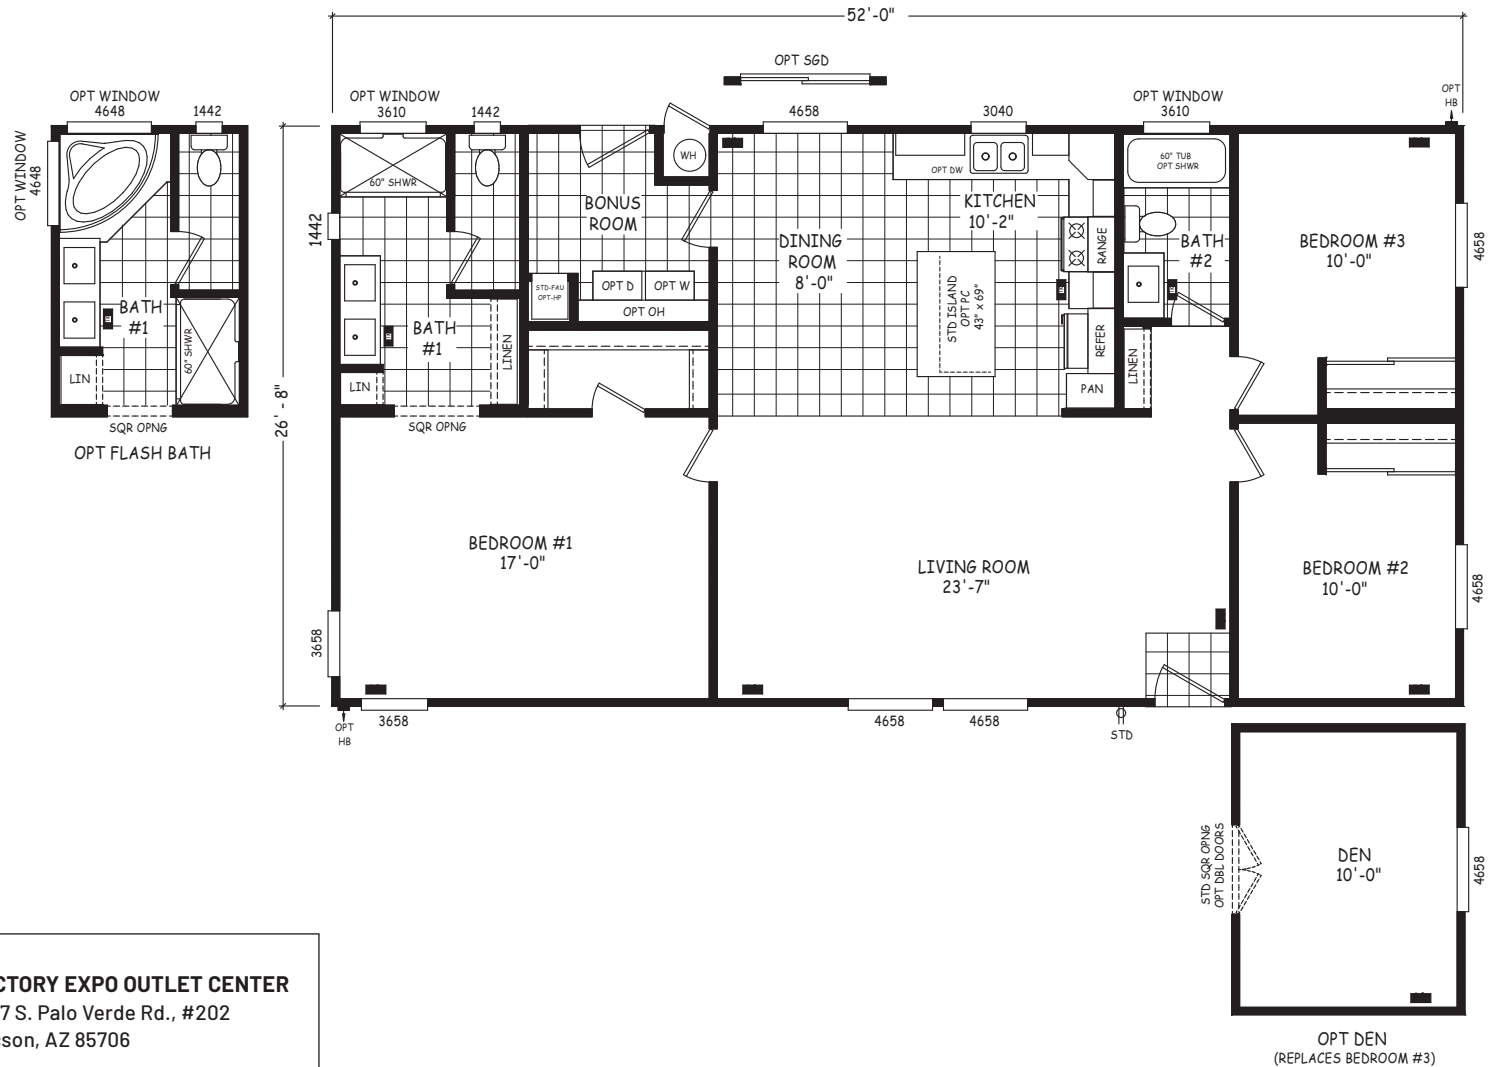 52'-0"
OPT SGD
OPT WINDOW
4648
1442
OPT WINDOW
3610
1442
4658
3040
OPT WINDOW
3610
OPT
HB
OPT WINDOW
4648
60" SHWR
WH
OPT DW
60" TUB
OPT SHWR
1442
BONUS
ROOM
KITCHEN
10'-2"
DINING
ROOM
8'-0"
RANGE
BATH
#2
BEDROOM #3
10'-0"
4658
STD-FAU
OPT-HP
OPT D
OPT W
OPT OH
STD ISLAND
OPT PC
43" x 69"
BATH
#1
60" SHWR
LIN
BATH
#1
LINEN
LIN
REFER
PAN
LINEN
26' - 8"
SQR OPNG
SQR OPNG
OPT FLASH BATH
BEDROOM #1
17'-0"
LIVING ROOM
23'-7"
BEDROOM #2
10'-0"
4658
3658
OPT
HB
3658
4658
4658
STD
STD SQR OPNG
OPT DBL DOORS
DEN
10'-0"
4658
OPT DEN
(REPLACES BEDROOM #3)
CTORY EXPO OUTLET CENTER
7 S. Palo Verde Rd., #202
son, AZ 85706